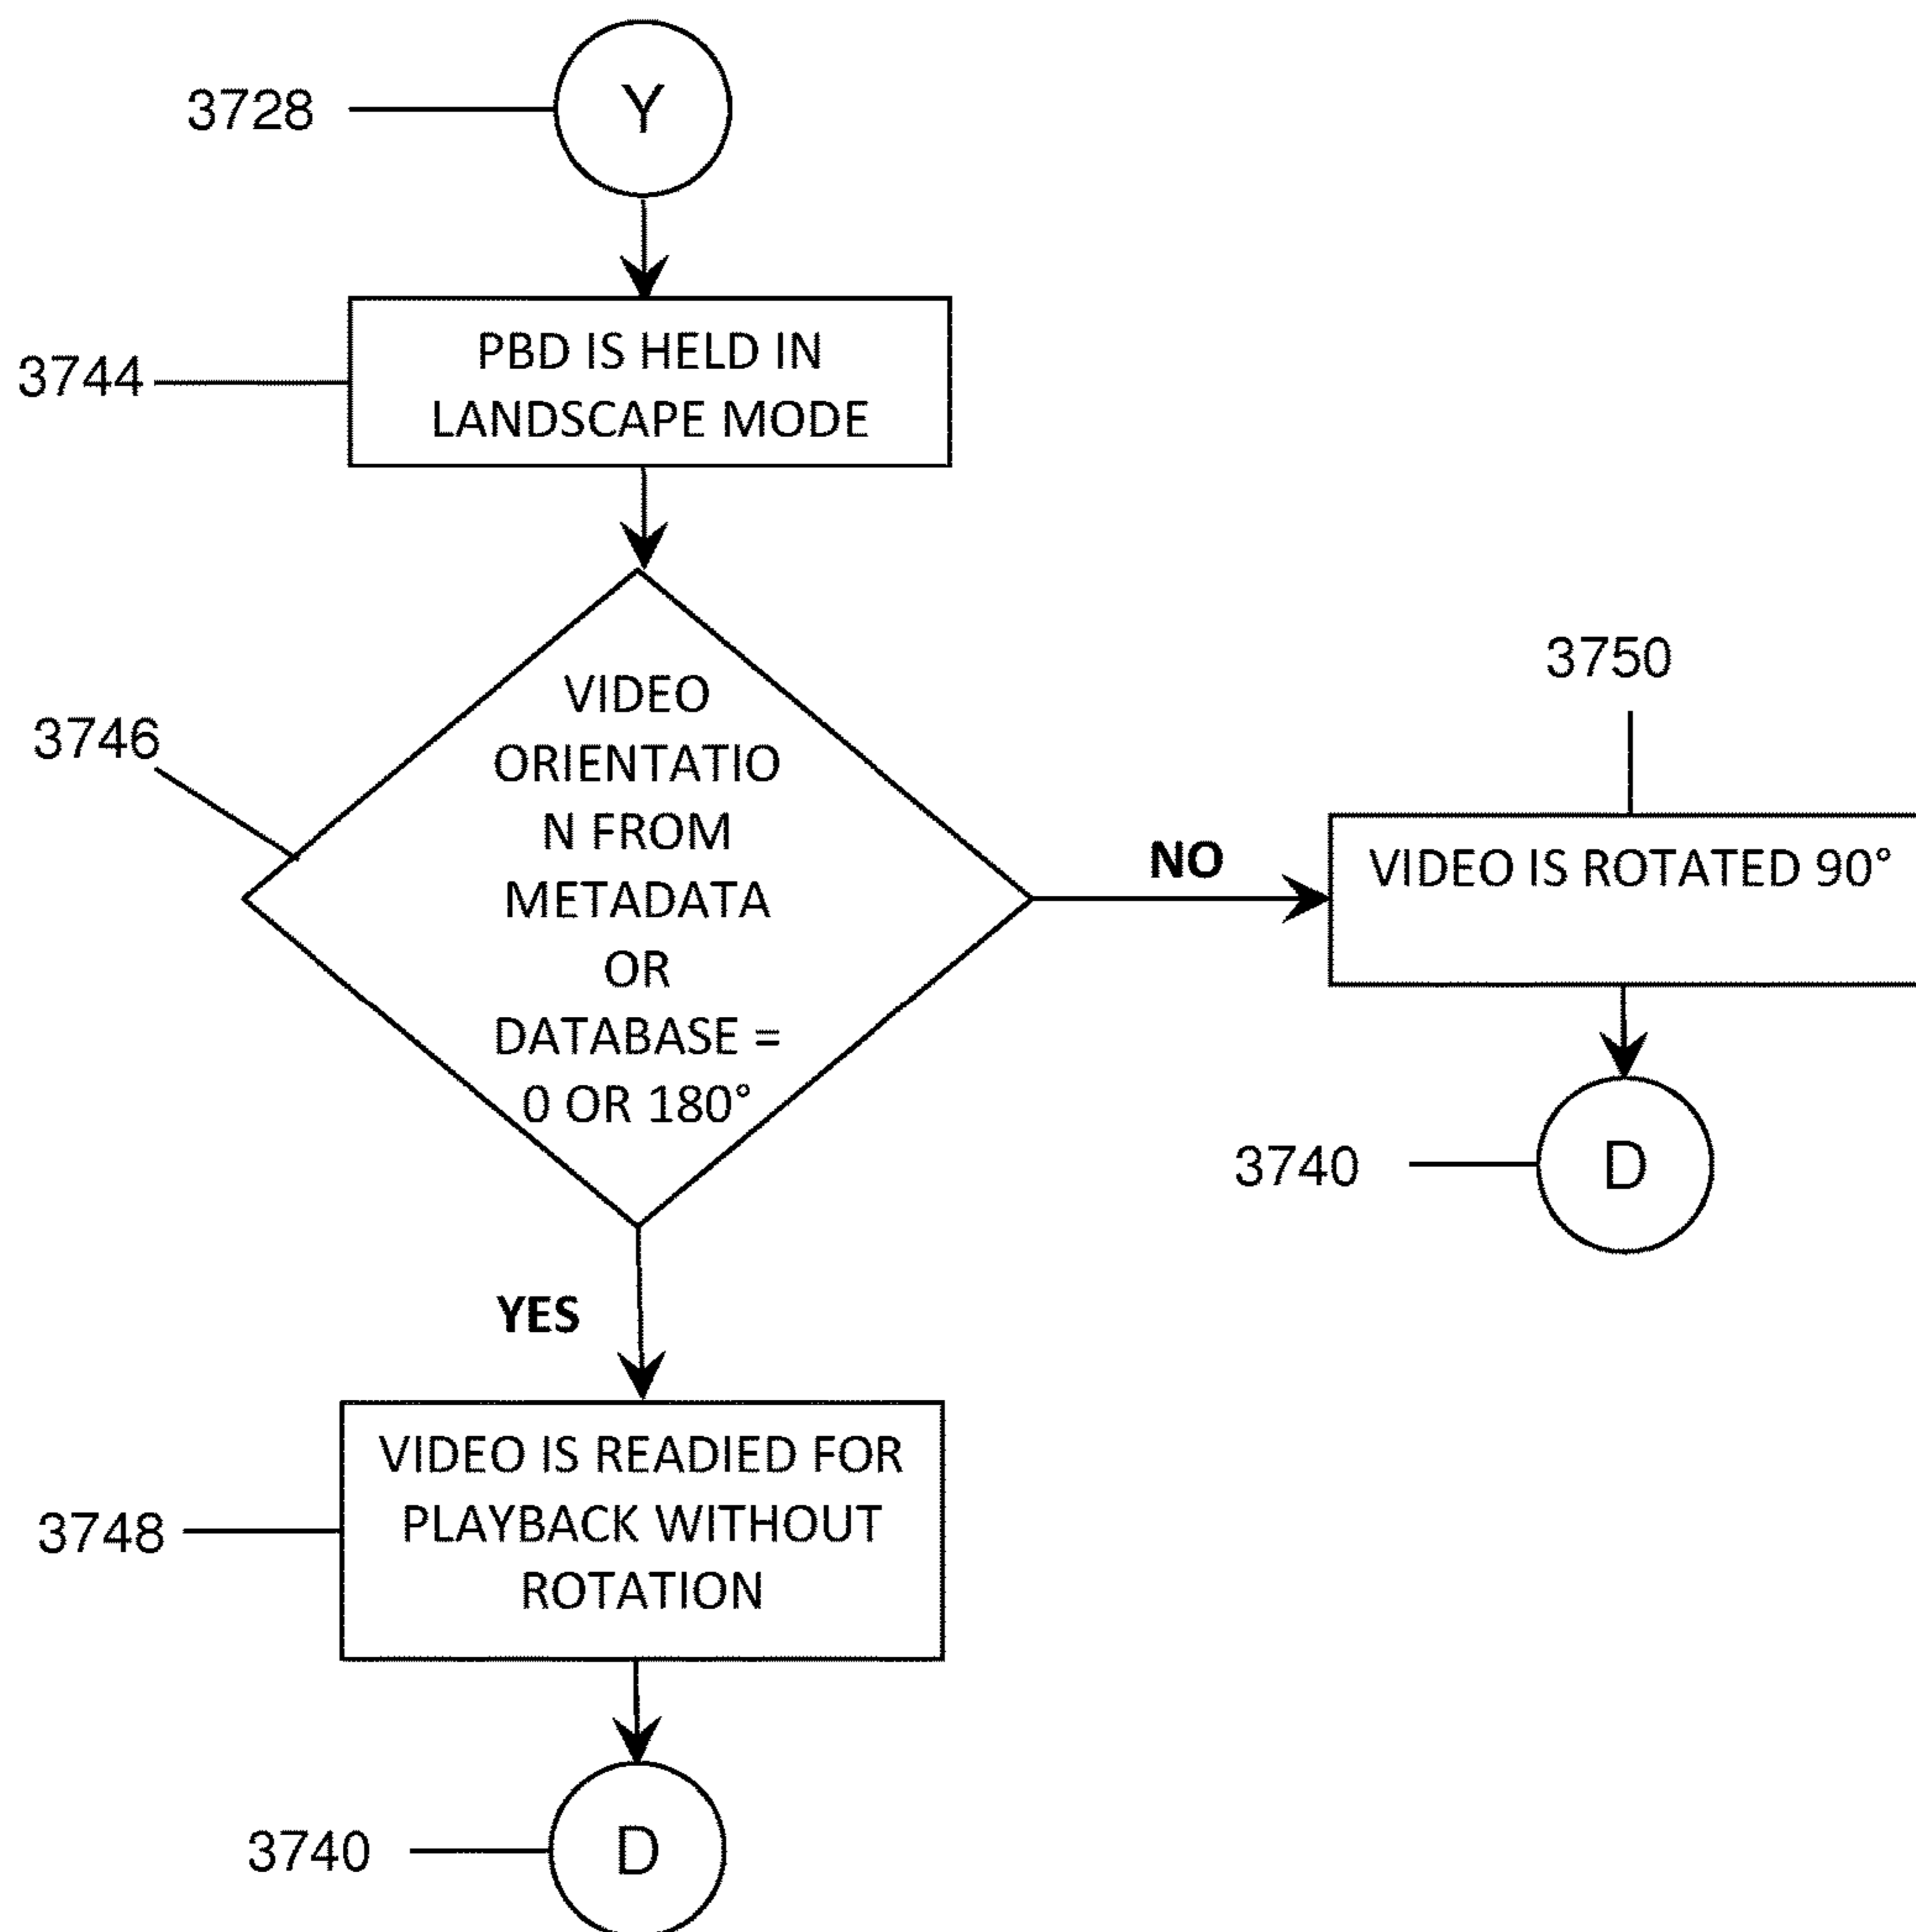 3728
Y
3744
PBD IS HELD IN
LANDSCAPE MODE
3746
VIDEO
ORIENTATIO
N FROM
METADATA
OR
DATABASE =
0 OR 180°
NO
3750
VIDEO IS ROTATED 90°
3740
D
YES
3748
VIDEO IS READIED FOR
PLAYBACK WITHOUT
ROTATION
3740
D